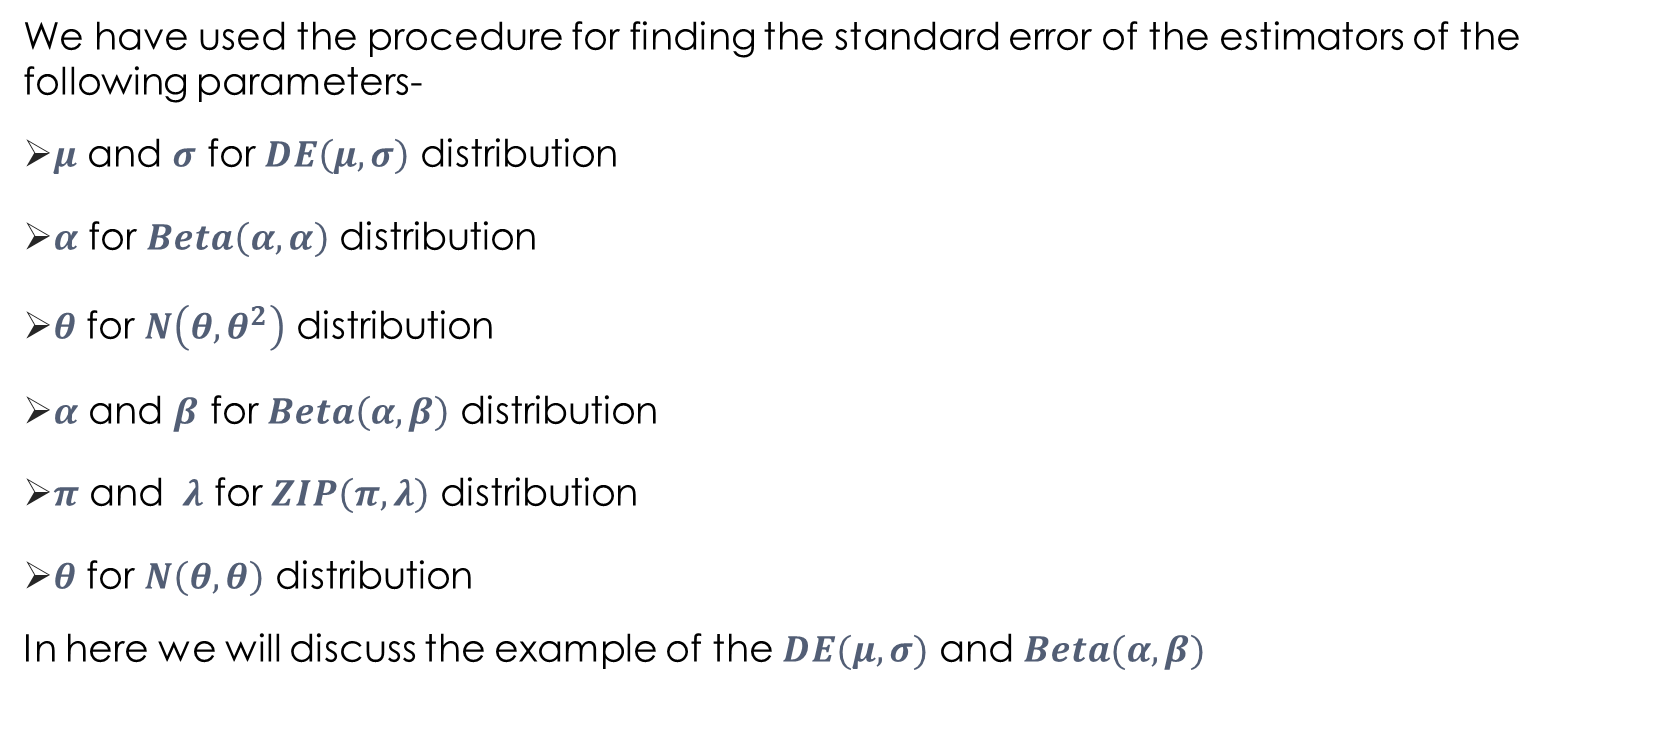 We have used the procedure for finding the standard error of the estimators of the
following parameters-
➢μ and σ for DE(μ, σ) distribution
➢α for Beta(α, α) distribution
➢θ for N(θ, θ²) distribution
➢α and β for Beta(α, β) distribution
➢π and λ for ZIP(π, λ) distribution
➢θ for N(θ, θ) distribution
In here we will discuss the example of the DE(μ, σ) and Beta(α, β)